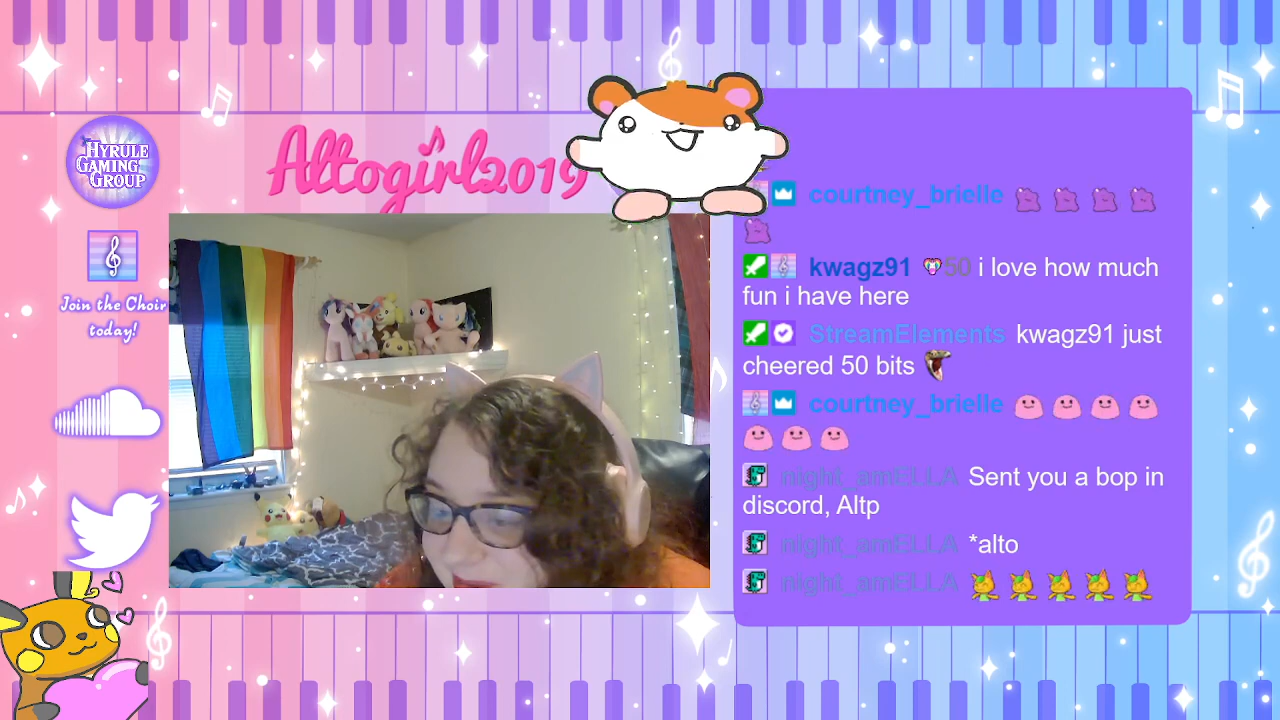 HYRULE
GAMING
GROUP
Join the Choir
today!
Altogirl2019
courtney_brielle
kwagz91 50 i love how much
fun i have here
StreamElements kwagz91 just
cheered 50 bits
courtney_brielle
night_amELLA Sent you a bop in
discord, Altp
night_amELLA *alto
night_amELLA